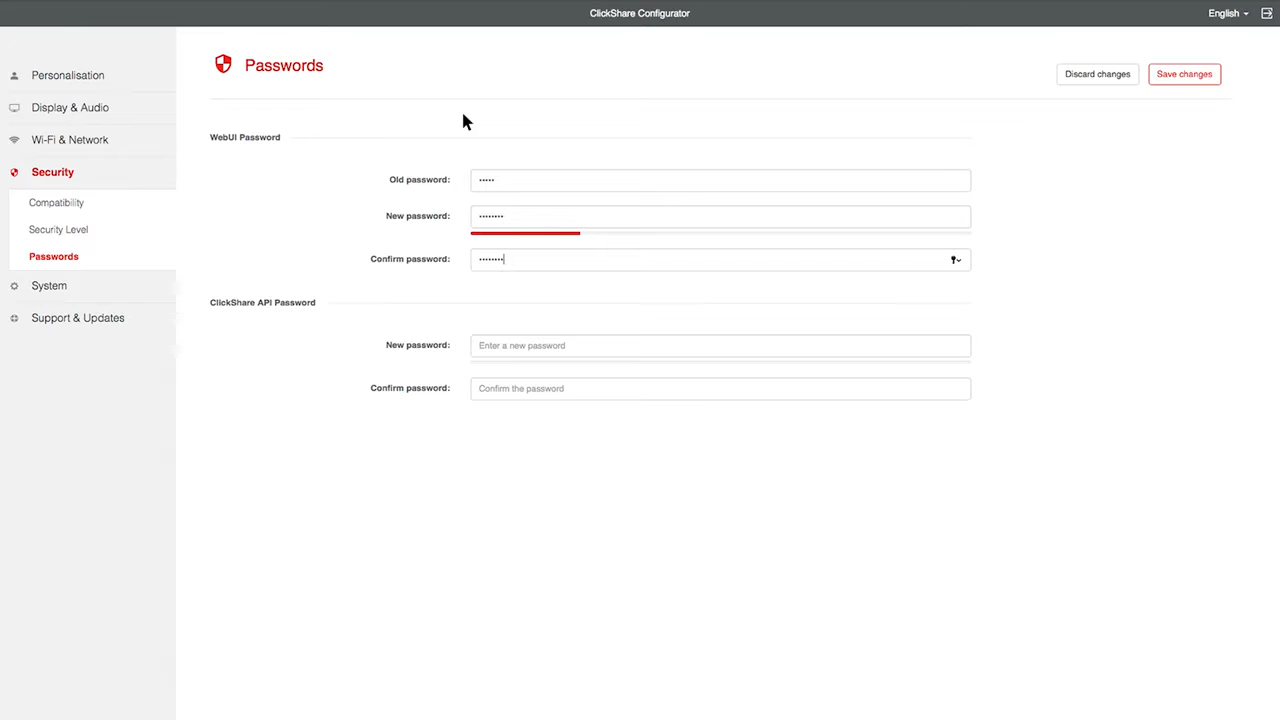 ClickShare Configurator
English
Personalisation
Display & Audio
Wi-Fi & Network
Security
Compatibility
Security Level
Passwords
System
Support & Updates
Passwords
Discard changes
Save changes
WebUI Password
Old password: •••••
New password: ••••••••
Confirm password: ••••••••
ClickShare API Password
New password: Enter a new password
Confirm password: Confirm the password